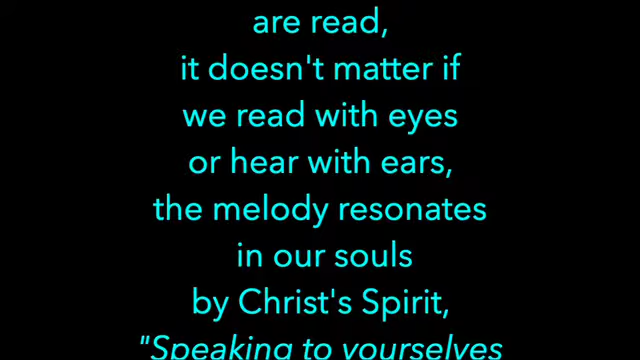 are read,
it doesn't matter if
we read with eyes
or hear with ears,
the melody resonates
in our souls
by Christ's Spirit,
"Speaking to yourselves